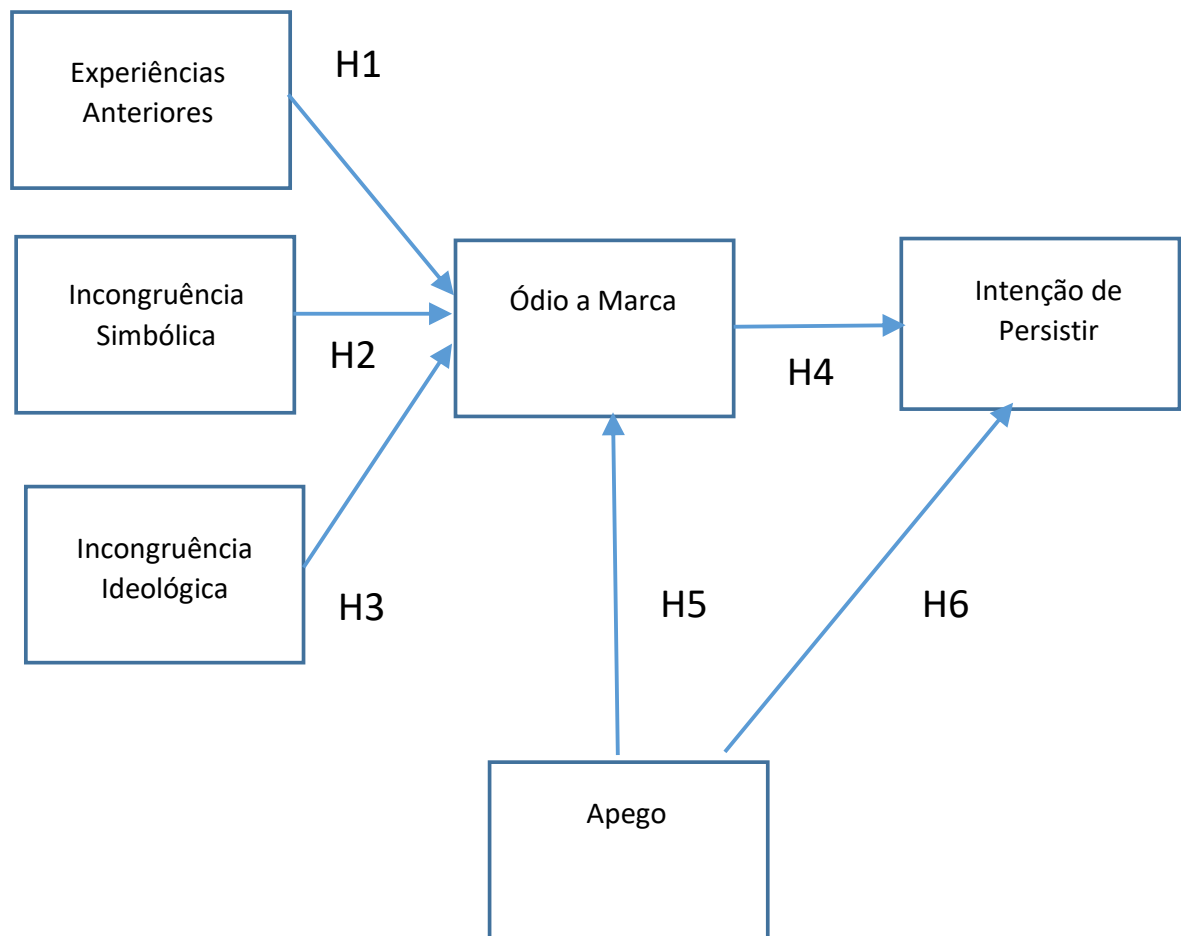 Experiências
Anteriores
H1
Incongruência
Simbólica
H2
Ódio a Marca
H4
Intenção de
Persistir
Incongruência
Ideológica
H3
H5
H6
Apego